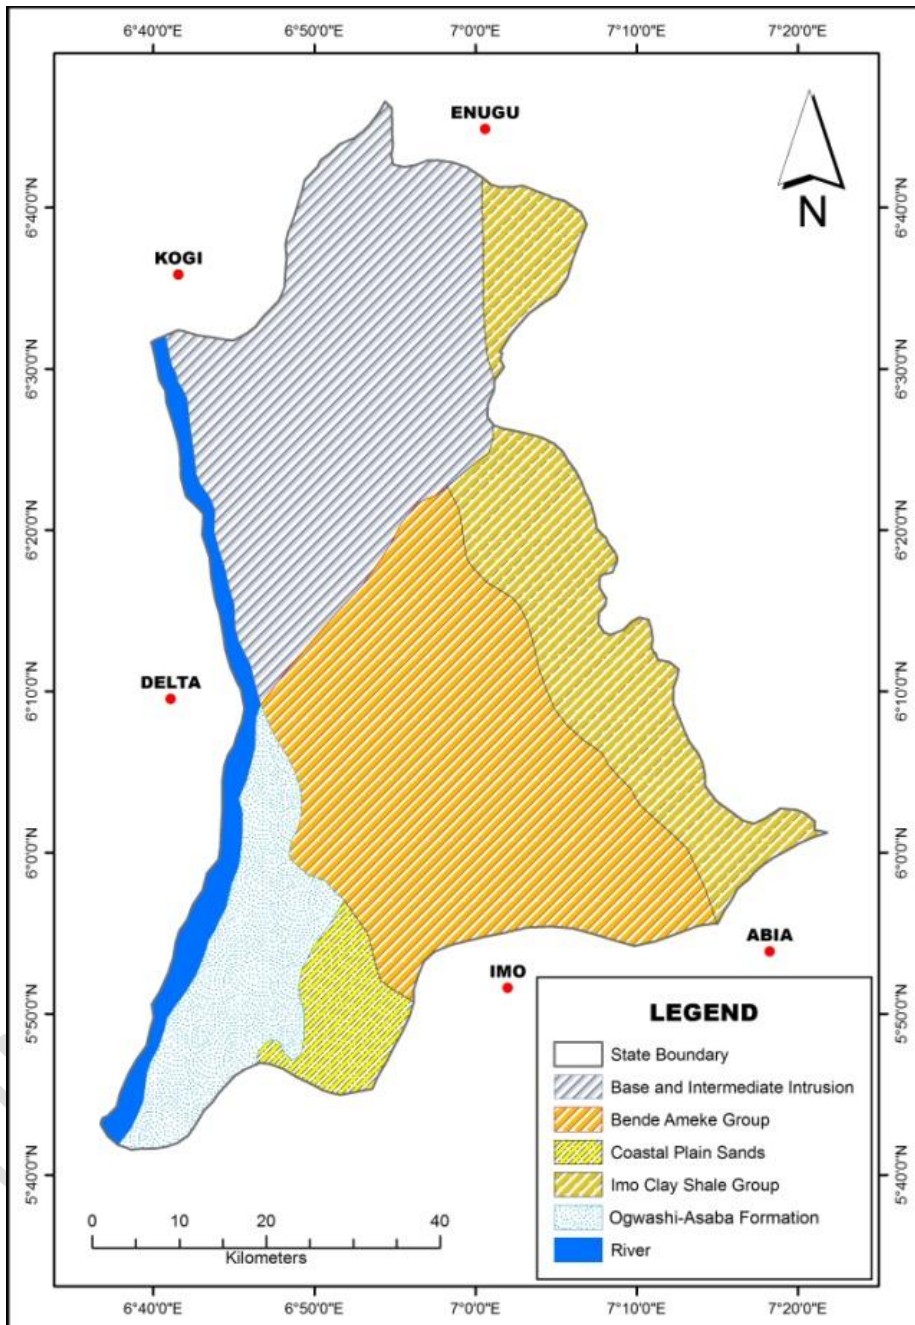 6°40'0"E 6°50'0"E 7°0'0"E 7°10'0"E 7°20'0"E
ENUGU
N
6°40'0"N 6°40'0"N
KOGI
6°30'0"N 6°30'0"N
6°20'0"N 6°20'0"N
DELTA
6°10'0"N 6°10'0"N
6°0'0"N 6°0'0"N
ABIA
IMO
5°50'0"N 5°50'0"N
LEGEND
State Boundary
Base and Intermediate Intrusion
Bende Ameke Group
Coastal Plain Sands
Imo Clay Shale Group
Ogwashi-Asaba Formation
River
5°40'0"N 5°40'0"N
0 10 20 40
Kilometers
6°40'0"E 6°50'0"E 7°0'0"E 7°10'0"E 7°20'0"E